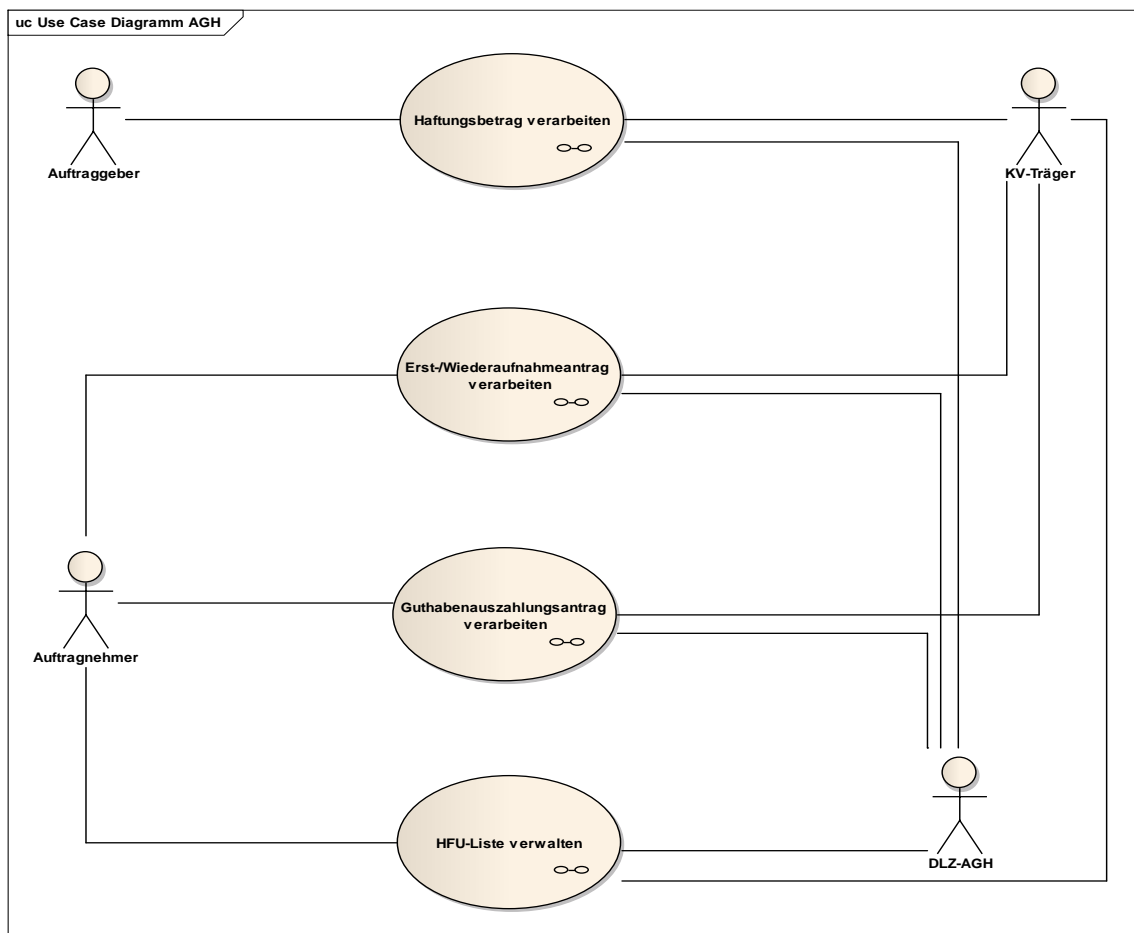 uc Use Case Diagramm AGH
Auftraggeber
Haftungsbetrag verarbeiten
KV-Träger
Erst-/Wiederaufnahmeantrag
verarbeiten
Auftragnehmer
Guthabenauszahlungsantrag
verarbeiten
HFU-Liste verwalten
DLZ-AGH